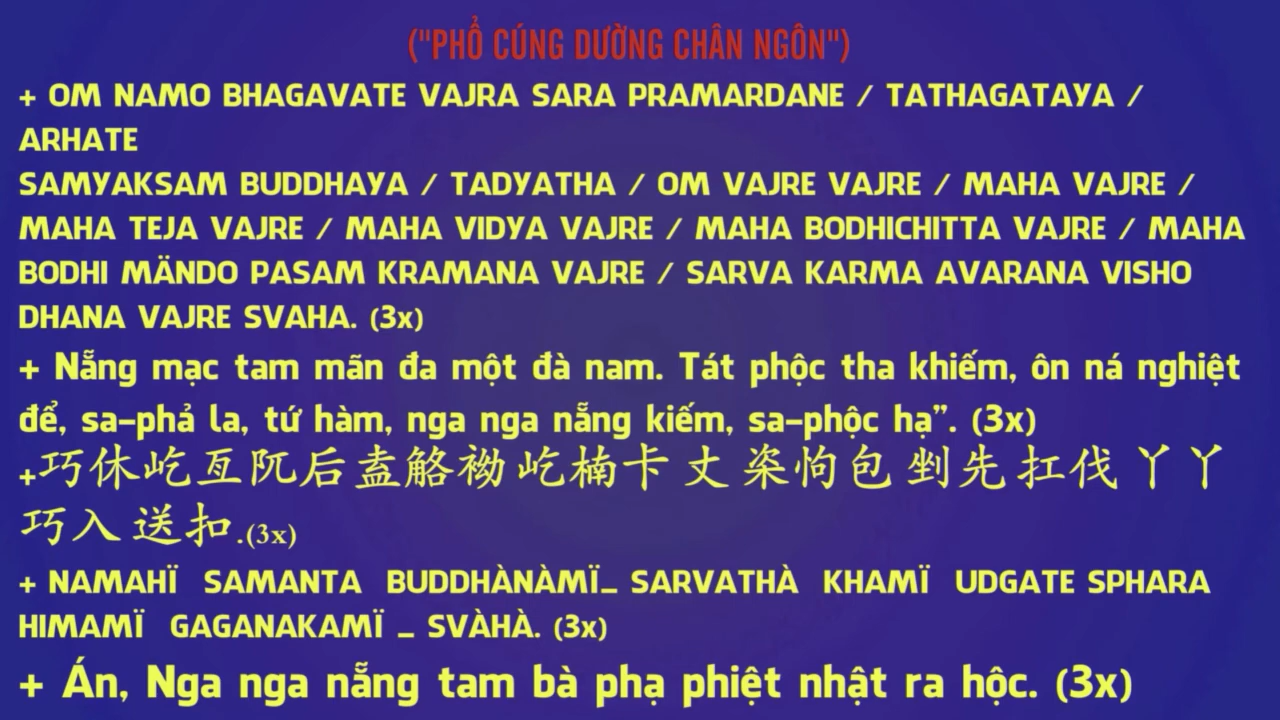 ("PHỔ CÚNG DƯỜNG CHÂN NGÔN")
+ OM NAMO BHAGAVATE VAJRA SARA PRAMARDANE / TATHAGATAYA /
ARHATE
SAMYAKSAM BUDDHAYA / TADYATHA / OM VAJRE VAJRE / MAHA VAJRE /
MAHA TEJA VAJRE / MAHA VIDYA VAJRE / MAHA BODHICHITTA VAJRE / MAHA
BODHI MÄNDO PASAM KRAMANA VAJRE / SARVA KARMA AVARANA VISHO
DHANA VAJRE SVAHA. (3x)
+ Nẵng mạc tam mãn đa một đà nam. Tát phộc tha khiếm, ôn ná nghiệt
để, sa-phả la, tứ hàm, nga nga nẵng kiếm, sa-phộc hạ”. (3x)
+巧休屹亙阢后盍觡袎屹楠卡丈粢怐包剉先扛伐丫丫
巧入送扣.(3x)
+ NAMAHÏ SAMANTA BUDDHÀNÀMÏ_ SARVATHÀ KHAMÏ UDGATE SPHARA
HIMAMÏ GAGANAKAMÏ _ SVÀHÀ. (3x)
+ Án, Nga nga nẵng tam bà phạ phiệt nhật ra hộc. (3x)